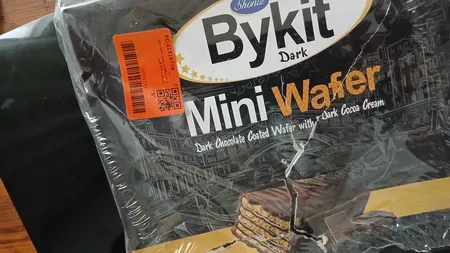 Shoniz
Bykit
Dark
Mini Wafer
Dark Chocolate Coated Wafer with Dark Cocoa Cream